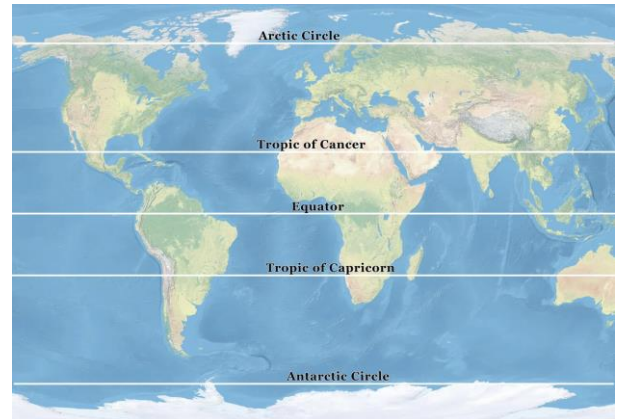 Arctic Circle
Tropic of Cancer
Equator
Tropic of Capricorn
Antarctic Circle